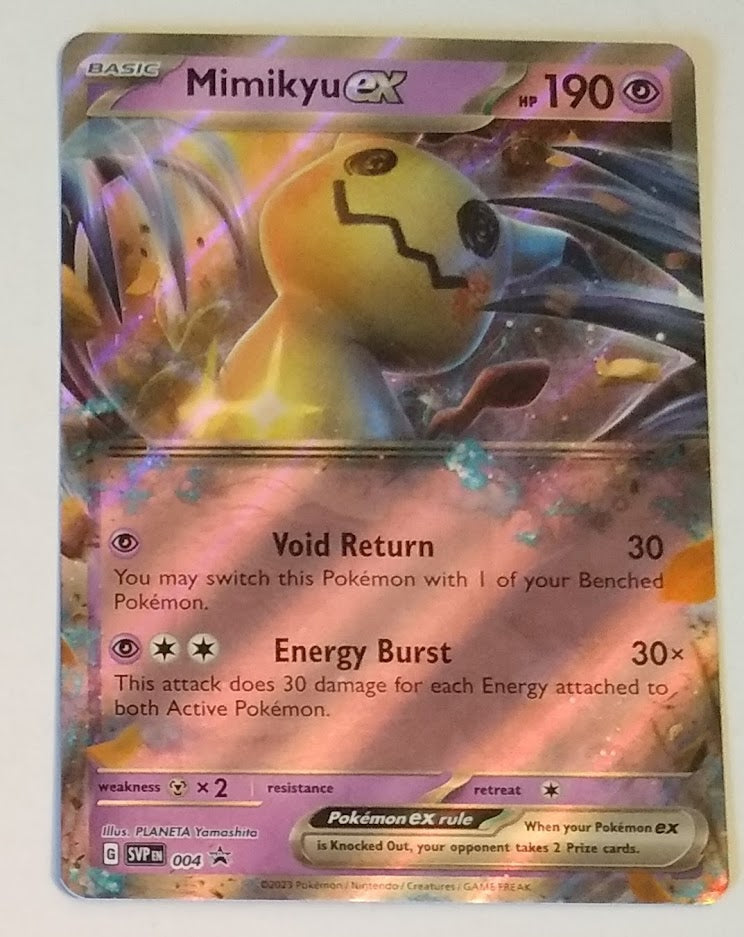 BASIC Mimikyu ex HP 190
Void Return 30
You may switch this Pokémon with 1 of your Benched
Pokémon.
Energy Burst 30×
This attack does 30 damage for each Energy attached to
both Active Pokémon.
weakness ×2 resistance retreat
Illus. PLANETA Yamashita
Pokémon ex rule
When your Pokémon ex
is Knocked Out, your opponent takes 2 Prize cards.
G SVP EN 004
©2023 Pokémon / Nintendo / Creatures / GAME FREAK